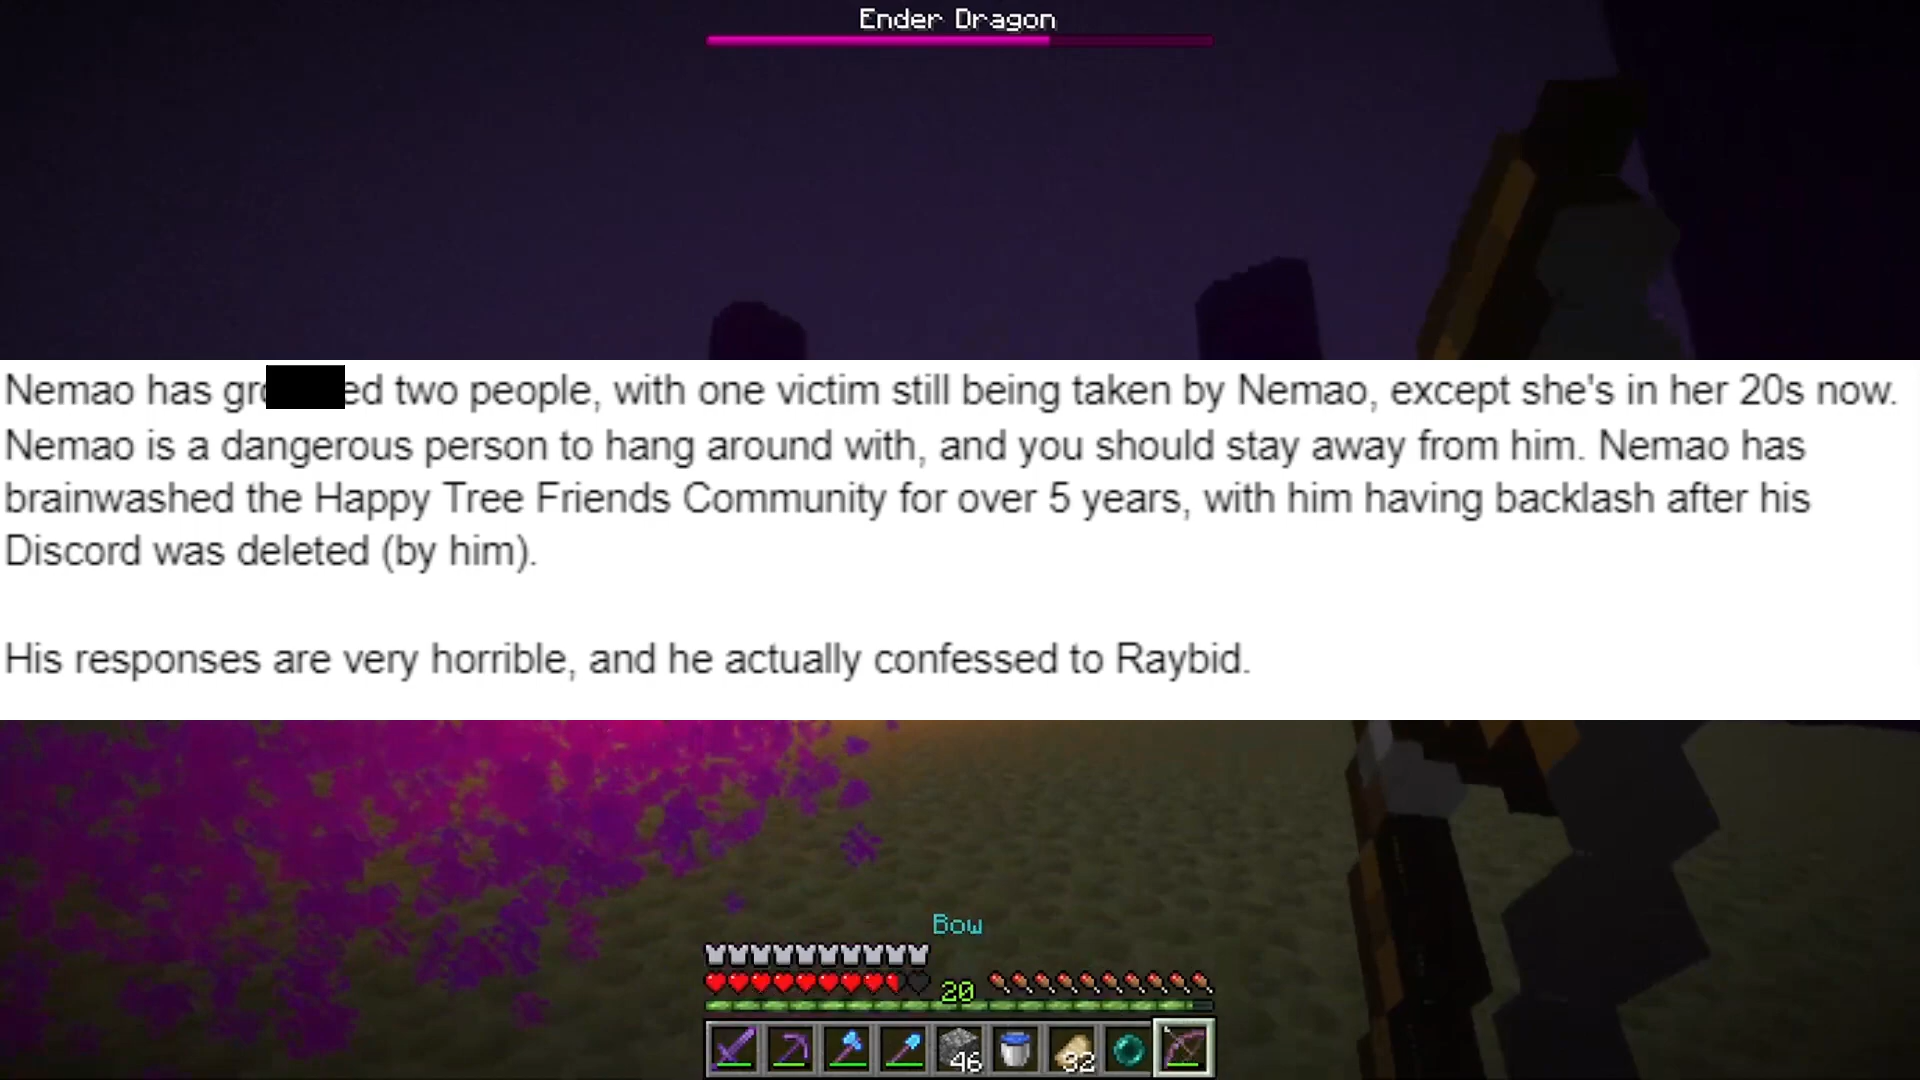 Ender Dragon
Nemao has gro ed two people, with one victim still being taken by Nemao, except she's in her 20s now.
Nemao is a dangerous person to hang around with, and you should stay away from him. Nemao has
brainwashed the Happy Tree Friends Community for over 5 years, with him having backlash after his
Discord was deleted (by him).
His responses are very horrible, and he actually confessed to Raybid.
Bow
20
46 32